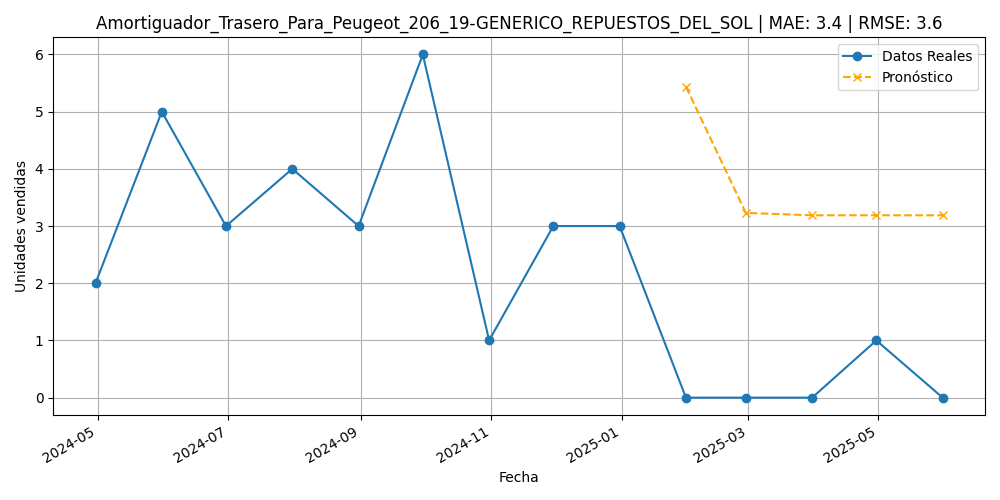 Amortiguador_Trasero_Para_Peugeot_206_19-GENERICO_REPUESTOS_DEL_SOL | MAE: 3.4 | RMSE: 3.6
Datos Reales
Pronóstico
Unidades vendidas
6
5
4
3
2
1
0
2024-05
2024-07
2024-09
2024-11
2025-01
2025-03
2025-05
Fecha